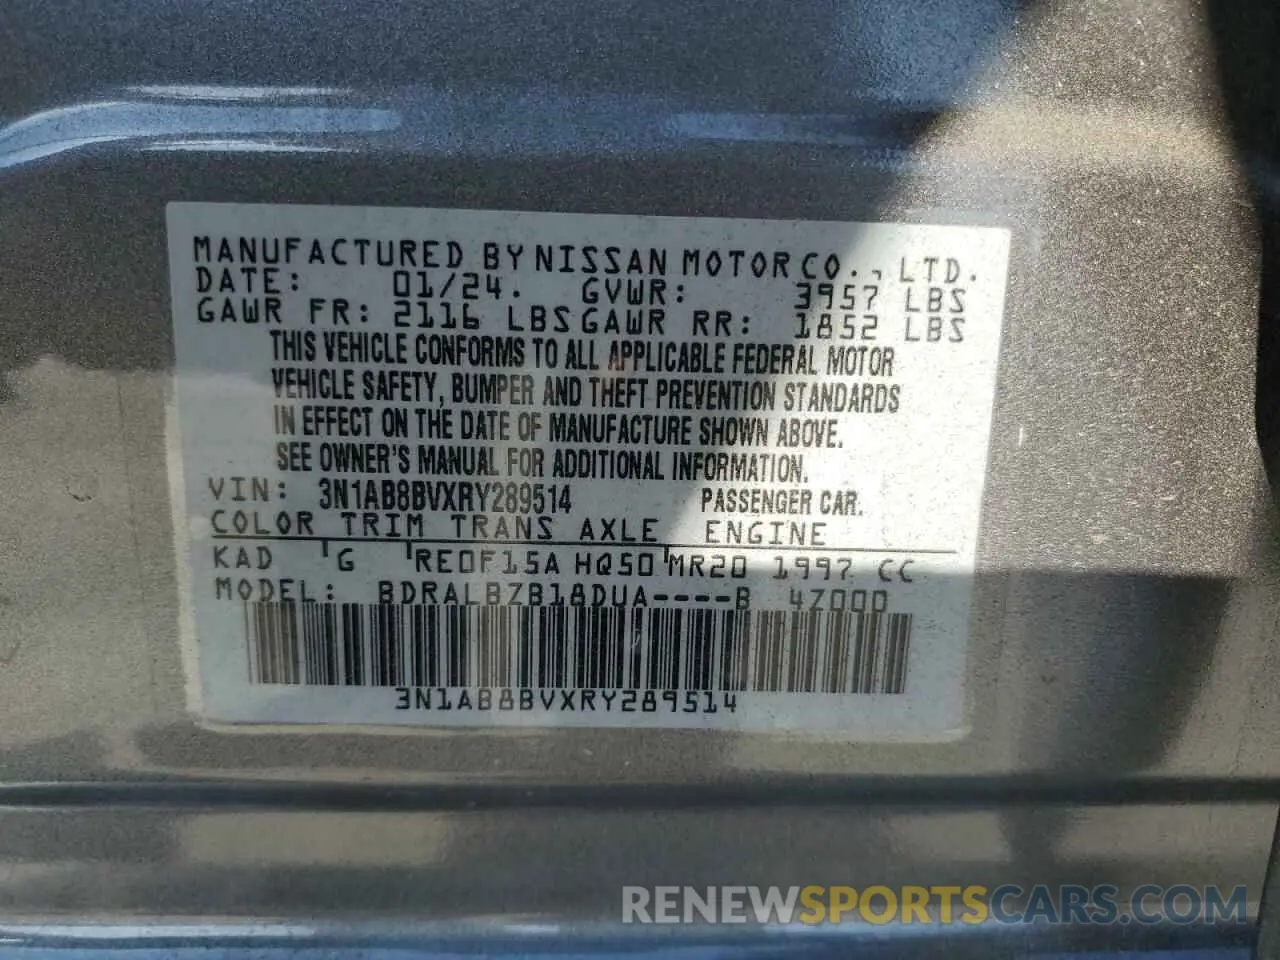 MANUFACTURED BY NISSAN MOTOR CO., LTD.
DATE: 01/24. GVWR: 3957 LBS
GAWR FR: 2116 LBS GAWR RR: 1852 LBS
THIS VEHICLE CONFORMS TO ALL APPLICABLE FEDERAL MOTOR
VEHICLE SAFETY, BUMPER AND THEFT PREVENTION STANDARDS
IN EFFECT ON THE DATE OF MANUFACTURE SHOWN ABOVE.
SEE OWNER'S MANUAL FOR ADDITIONAL INFORMATION.
VIN: 3N1AB8BVXRY289514 PASSENGER CAR.
COLOR TRIM TRANS AXLE ENGINE
KAD G RE0F15A HQ50 MR20 1997 CC
MODEL: BDRALBZB18DUA----B 4Z000
3N1AB8BVXRY289514
RENEWSPORTSCARS.COM